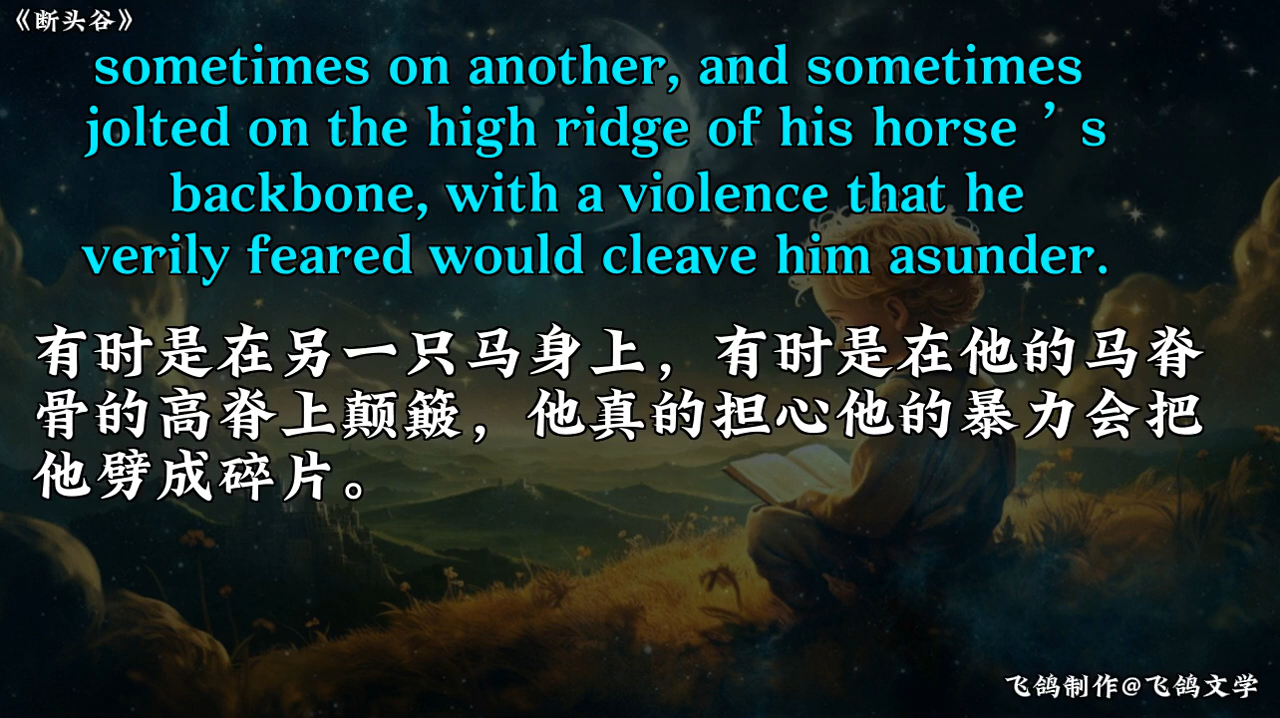 《断头谷》
sometimes on another, and sometimes
jolted on the high ridge of his horse ’ s
backbone, with a violence that he
verily feared would cleave him asunder.
有时是在另一只马身上，有时是在他的马脊
骨的高脊上颠簸，他真的担心他的暴力会把
他劈成碎片。
飞鸽制作@飞鸽文学